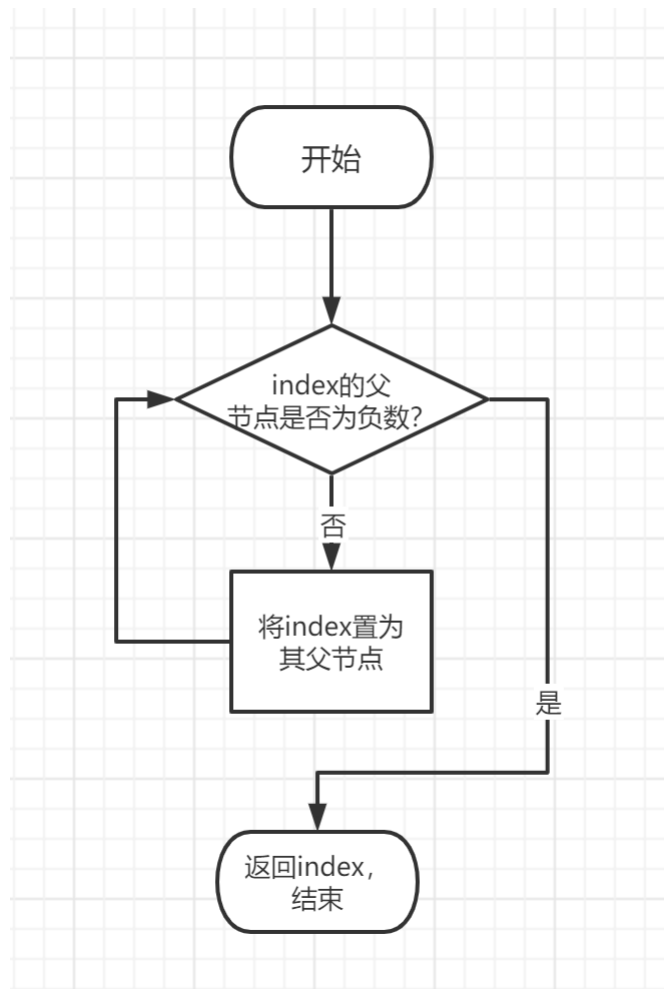 开始
index的父
节点是否为负数?
否
将index置为
其父节点
是
返回index，
结束